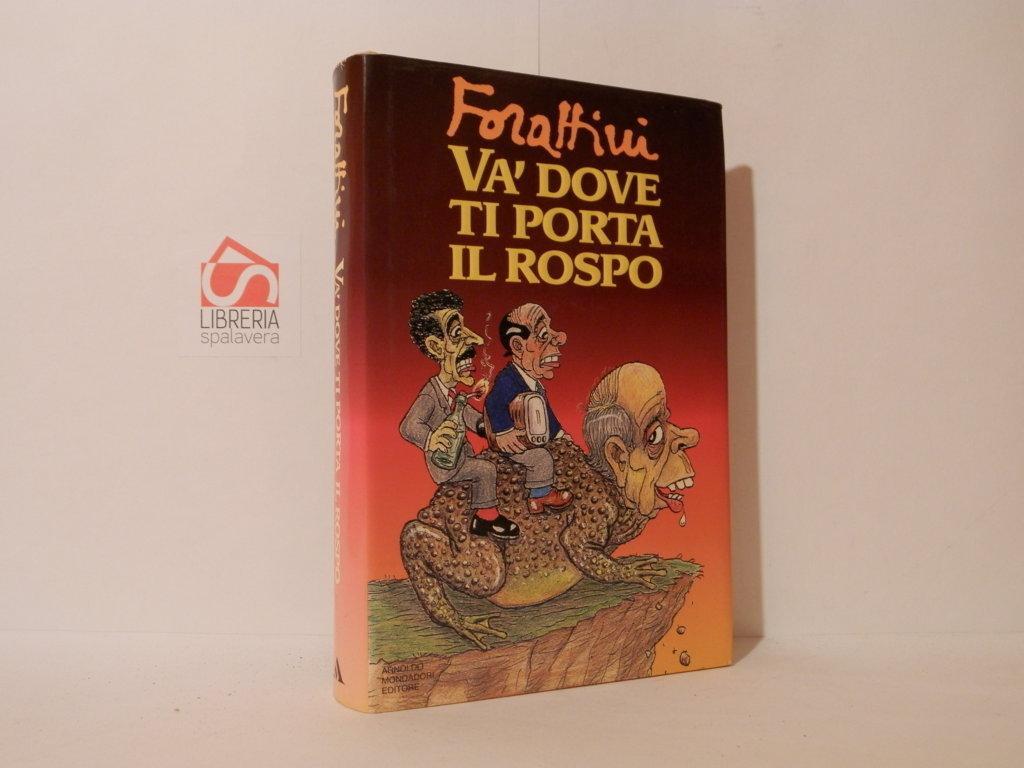 Forattini
VA' DOVE
TI PORTA
IL ROSPO
ARNOLDO
MONDADORI
EDITORE
Forattini VA' DOVE TI PORTA IL ROSPO
LIBRERIA
spalavera